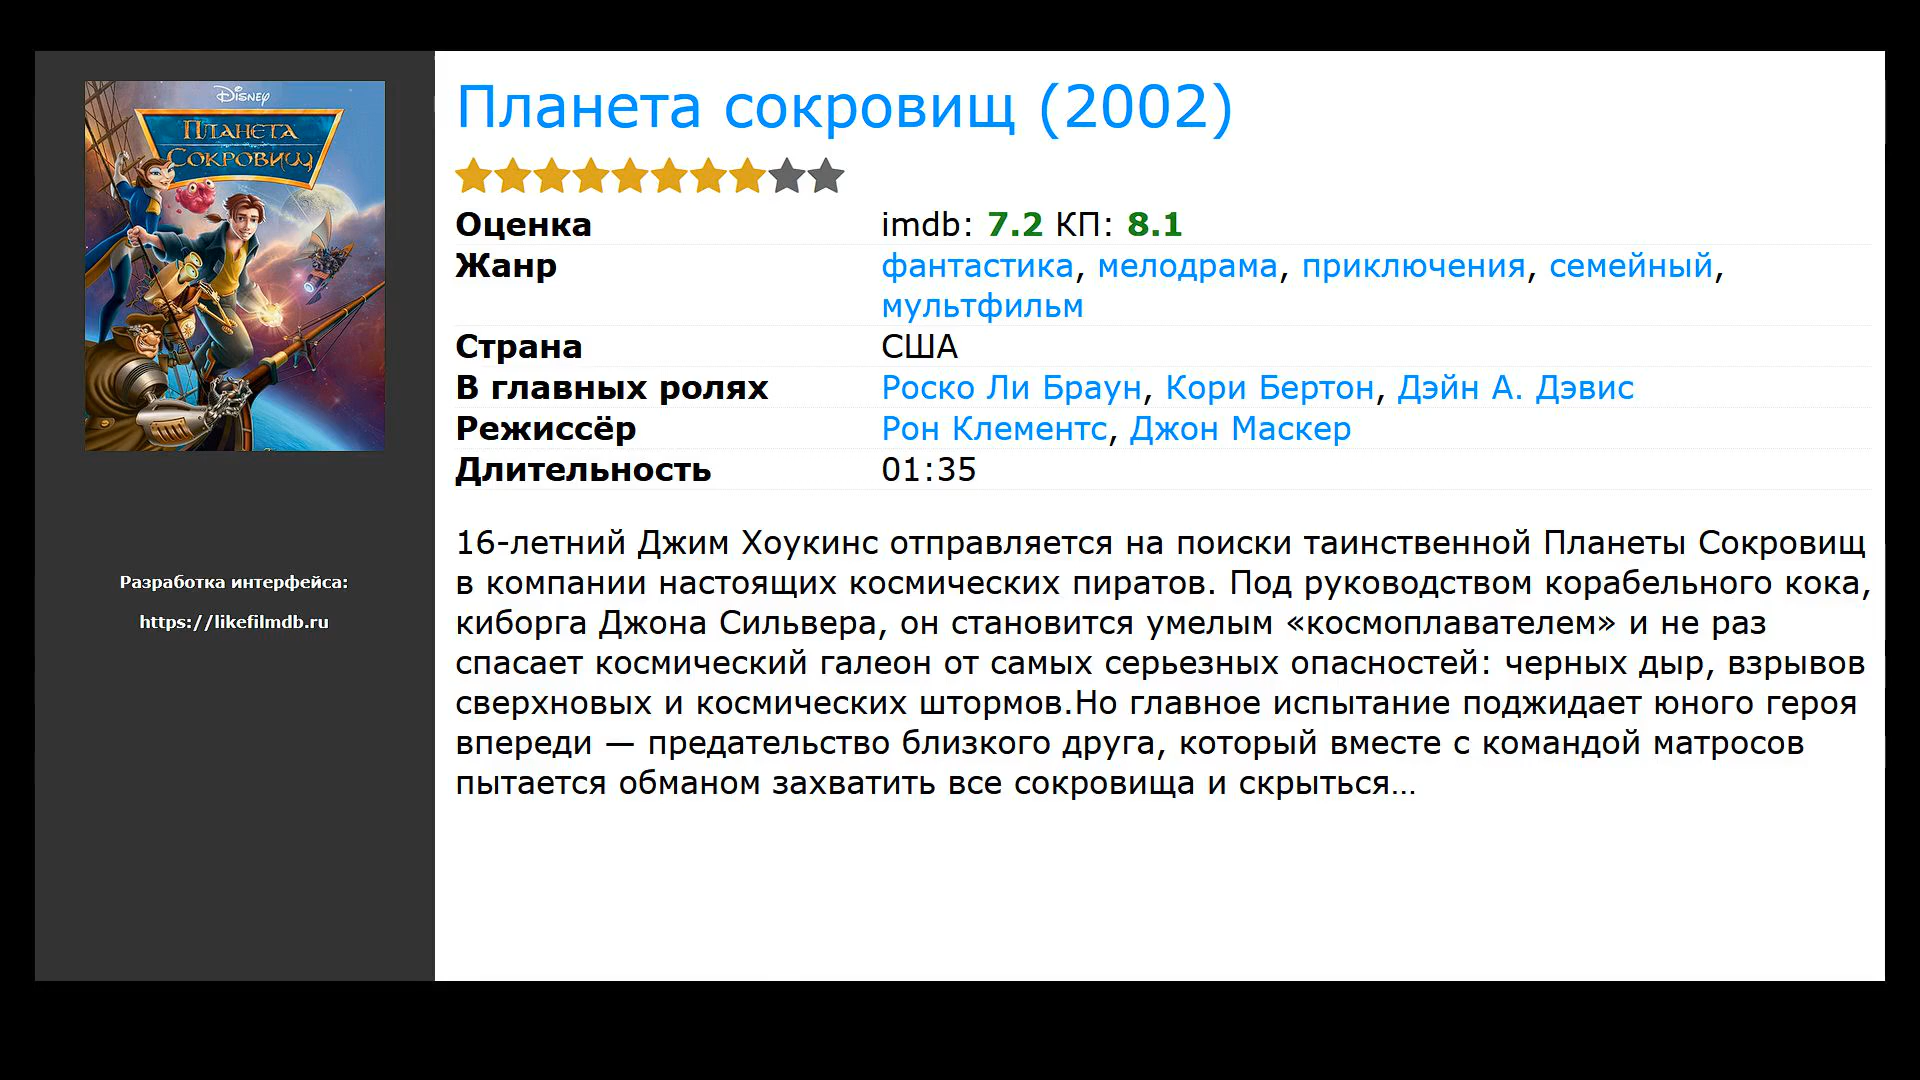 Disney
Планета
Сокровищ
Разработка интерфейса:
https://likefilmdb.ru
Планета сокровищ (2002)
Оценка imdb: 7.2 КП: 8.1
Жанр фантастика, мелодрама, приключения, семейный,
мультфильм
Страна США
В главных ролях Роско Ли Браун, Кори Бертон, Дэйн А. Дэвис
Режиссёр Рон Клементс, Джон Маскер
Длительность 01:35
16-летний Джим Хоукинс отправляется на поиски таинственной Планеты Сокровищ
в компании настоящих космических пиратов. Под руководством корабельного кока,
киборга Джона Сильвера, он становится умелым «космоплавателем» и не раз
спасает космический галеон от самых серьезных опасностей: черных дыр, взрывов
сверхновых и космических штормов.Но главное испытание поджидает юного героя
впереди — предательство близкого друга, который вместе с командой матросов
пытается обманом захватить все сокровища и скрыться…